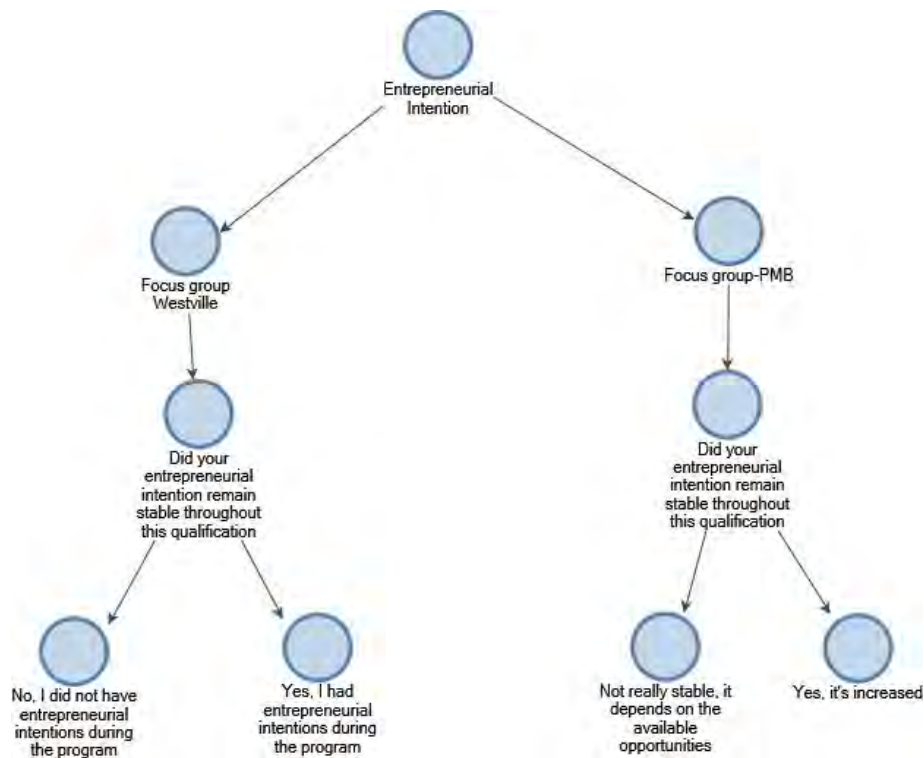 Entrepreneurial
Intention
Focus group
Westville
Focus group-PMB
Did your
entrepreneurial
intention remain
stable throughout
this qualification
Did your
entrepreneurial
intention remain
stable throughout
this qualification
No, I did not have
entrepreneurial
intentions during
the program
Yes, I had
entrepreneurial
intentions during
the program
Not really stable, it
depends on the
available
opportunities
Yes, it's increased